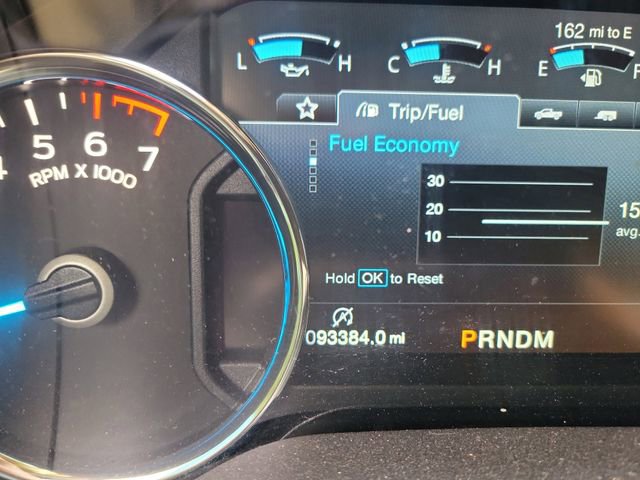 162 mi to E
L H C H E F
Trip/Fuel
Fuel Economy
30
20
10
15
avg.
Hold OK to Reset
093384.0 mi
PRNDM
5 6 7
RPM X 1000